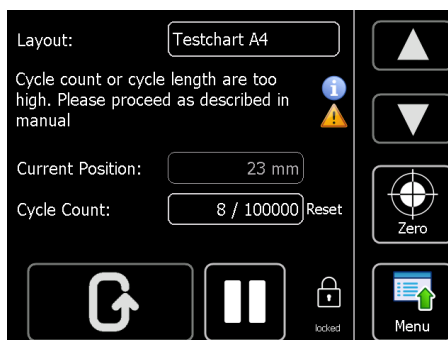 Layout:
Testchart A4
Cycle count or cycle length are too
high. Please proceed as described in
manual
Current Position:
23 mm
Cycle Count:
8 / 100000
Reset
Zero
locked
Menu